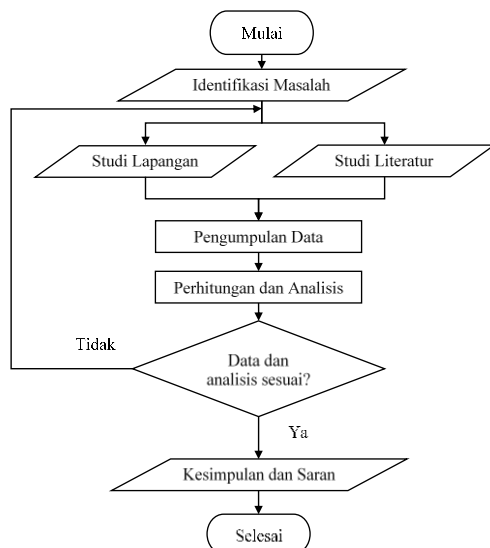 Mulai
Identifikasi Masalah
Studi Lapangan
Studi Literatur
Pengumpulan Data
Perhitungan dan Analisis
Tidak
Data dan
analisis sesuai?
Ya
Kesimpulan dan Saran
Selesai